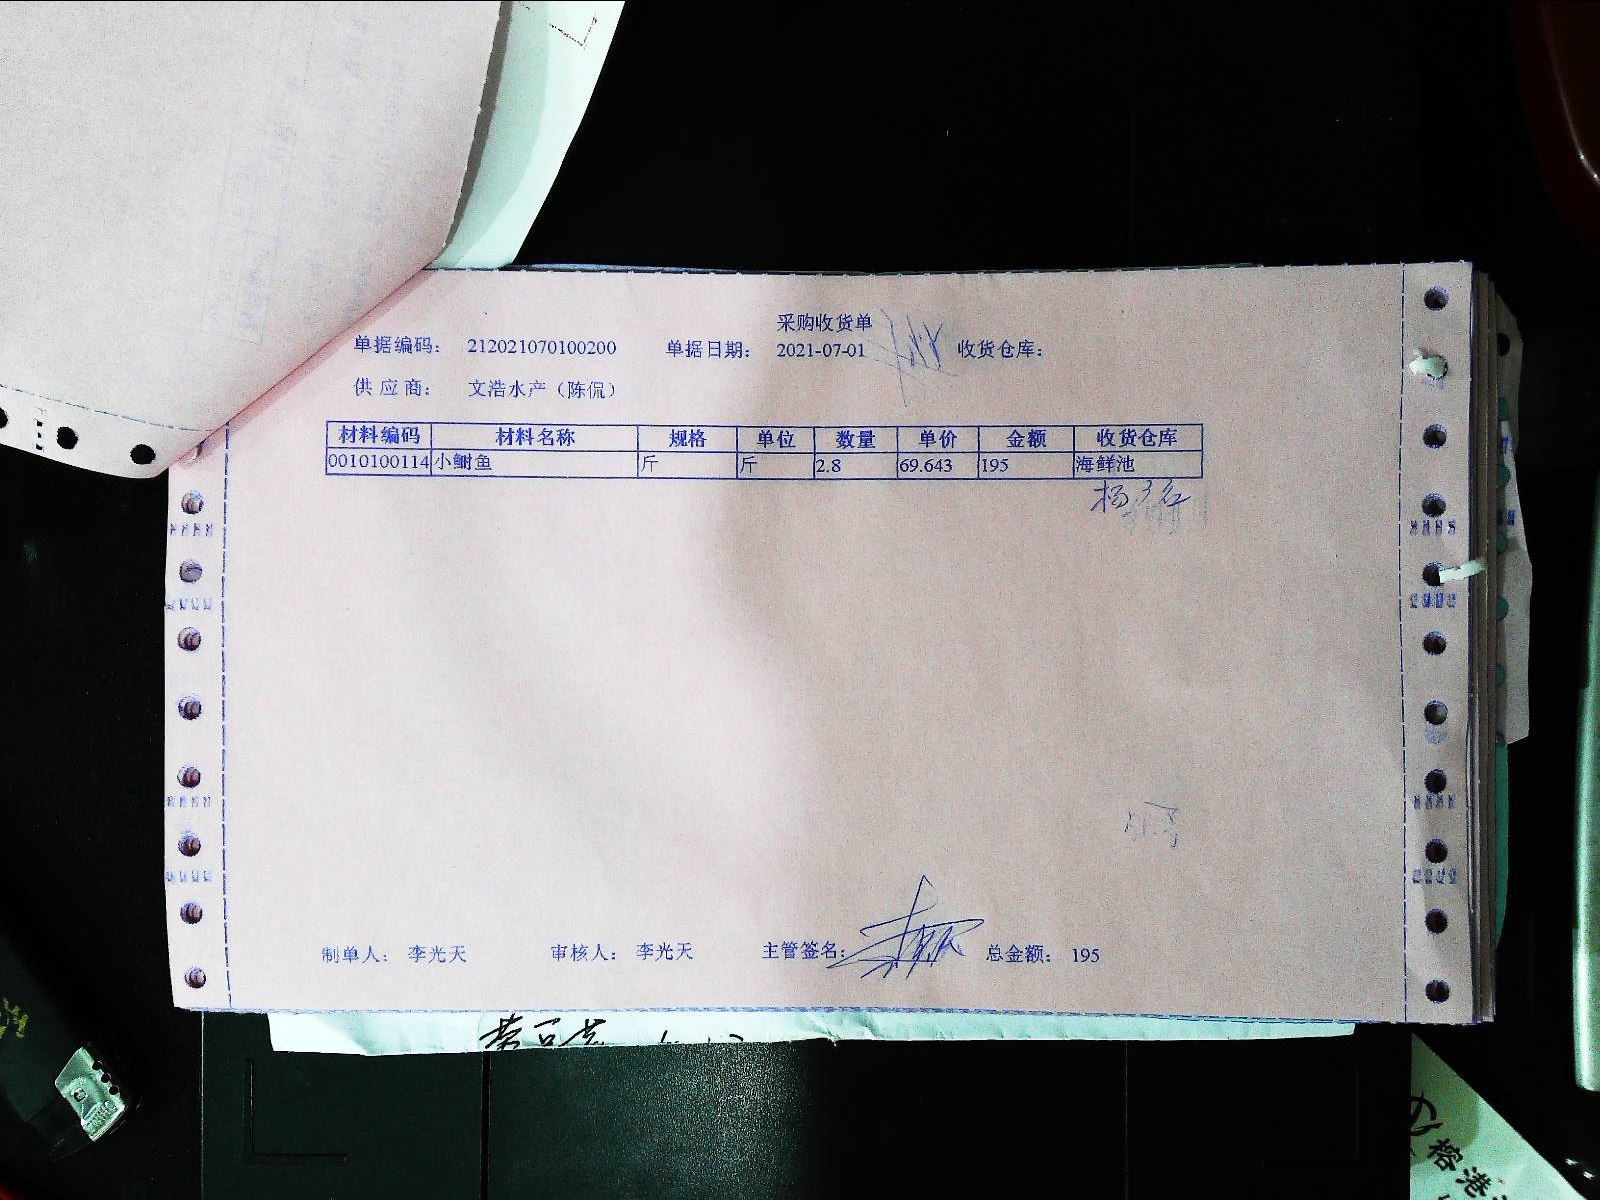 采购收货单
单据编码: 212021070100200 单据日期: 2021-07-01 收货仓库:
供应商: 文浩水产（陈侃）
材料编码 材料名称 规格 单位 数量 单价 金额 收货仓库
0010100114 小鲥鱼 斤 斤 2.8 69.643 195 海鲜池
制单人: 李光天 审核人: 李光天 主管签名: 总金额: 195
榕港